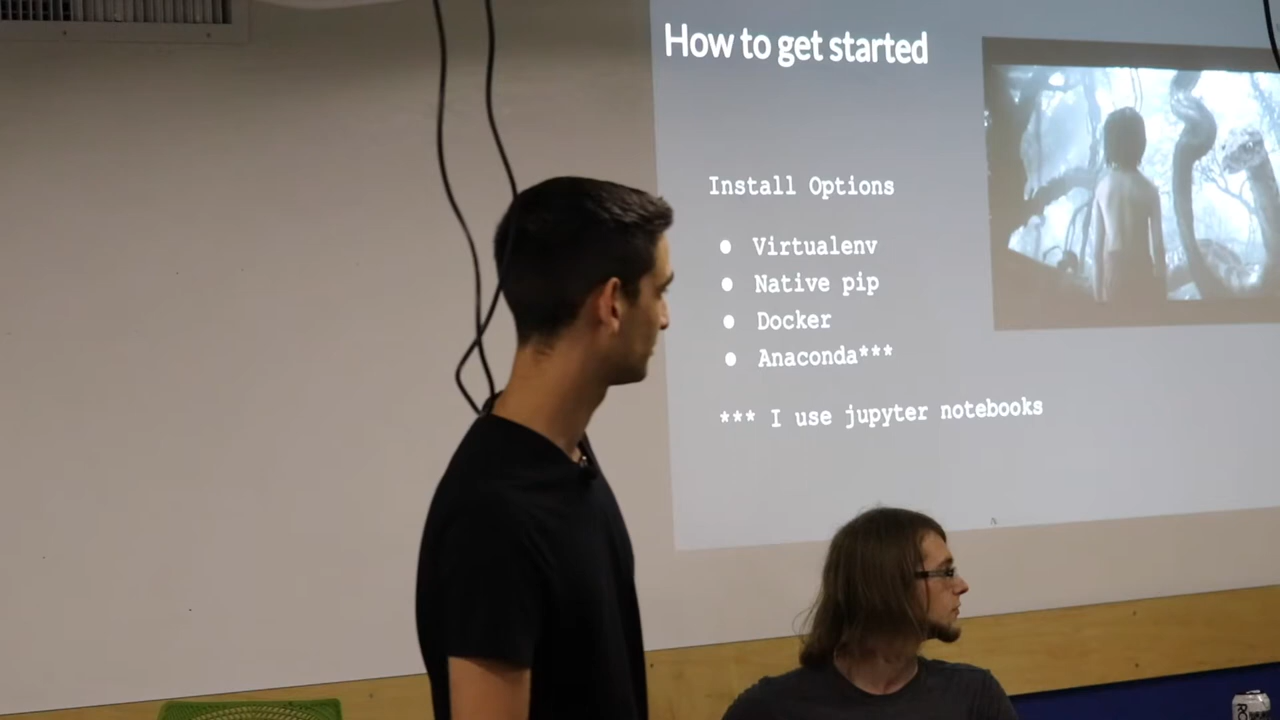 How to get started
Install Options
● Virtualenv
● Native pip
● Docker
● Anaconda***
*** I use jupyter notebooks